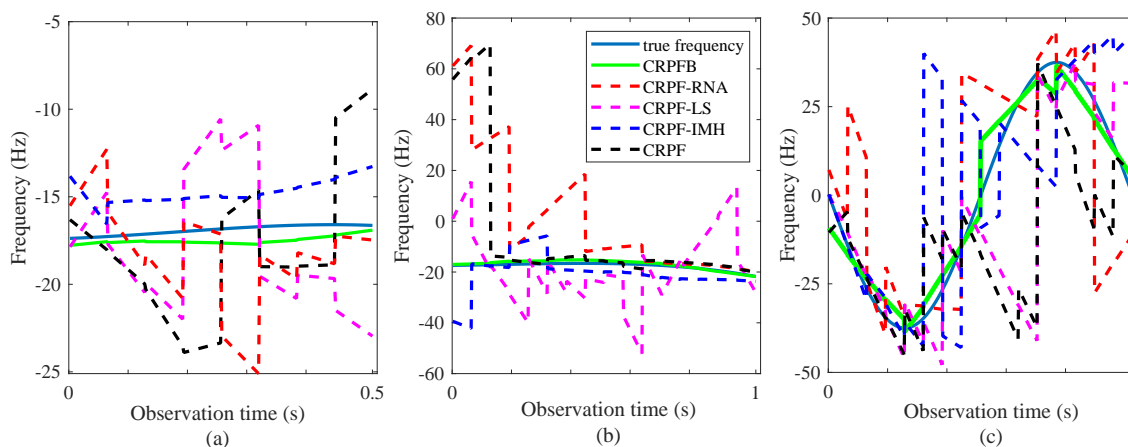 -5
-10
-15
-20
-25
Frequency (Hz)
0
0.5
Observation time (s)
(a)
80
60
40
20
0
-20
-40
-60
Frequency (Hz)
0
1
Observation time (s)
(b)
true frequency
CRPFB
CRPF-RNA
CRPF-LS
CRPF-IMH
CRPF
50
25
0
-25
-50
Frequency (Hz)
0
Observation time (s)
(c)